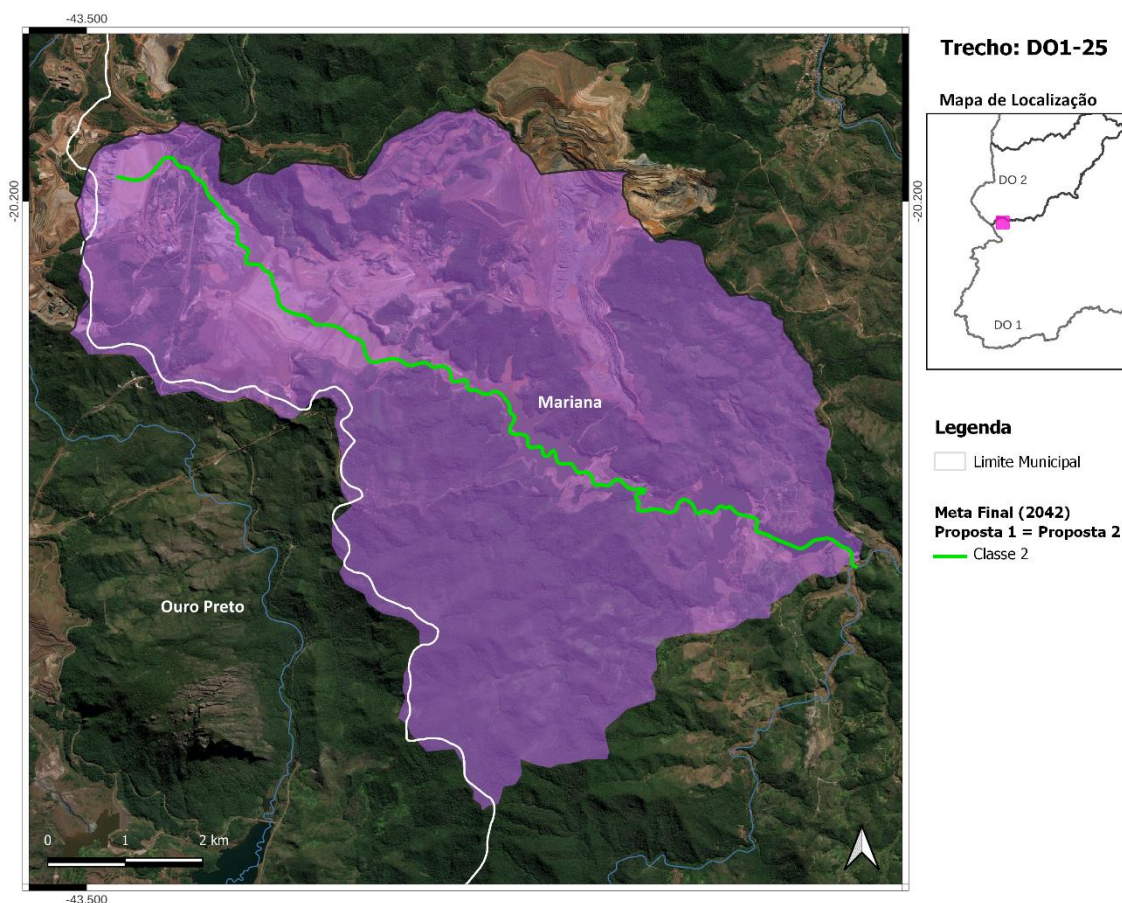 -43.500
-20.200
-20.200
Mariana
Ouro Preto
0 1 2 km
-43.500
Trecho: DO1-25
Mapa de Localização
DO 2
DO 1
Legenda
Limite Municipal
Meta Final (2042)
Proposta 1 = Proposta 2
Classe 2